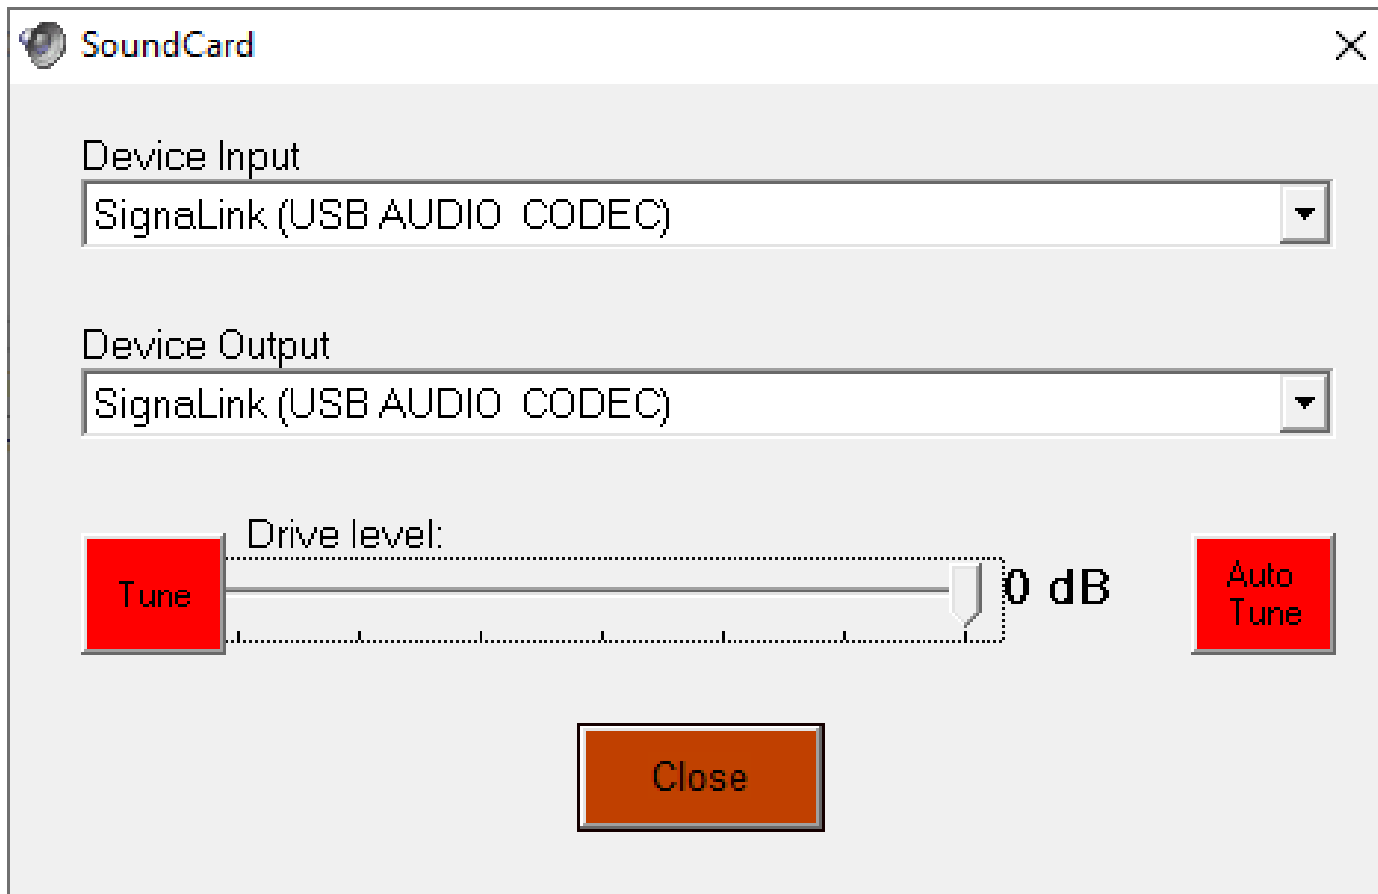 SoundCard
Device Input
SignaLink (USB AUDIO  CODEC)
Device Output
SignaLink (USB AUDIO  CODEC)
Drive level:
Tune
0 dB
Auto
Tune
Close